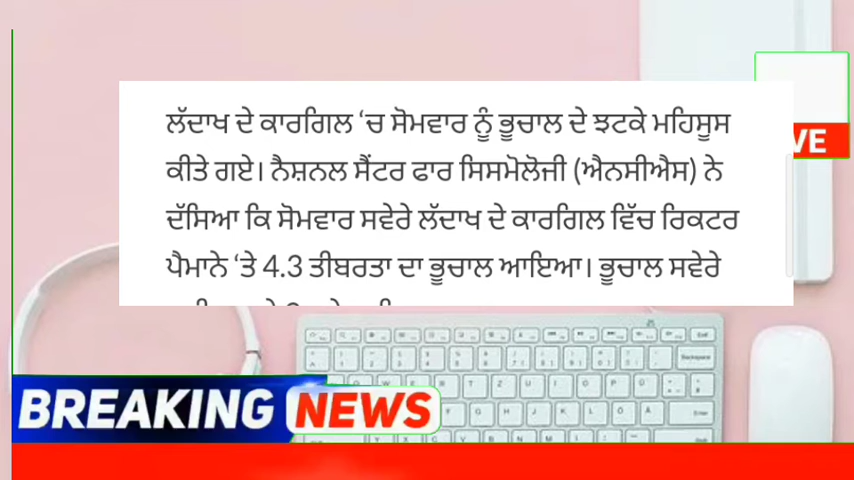 ਲੱਦਾਖ ਦੇ ਕਾਰਗਿਲ ‘ਚ ਸੋਮਵਾਰ ਨੂੰ ਭੂਚਾਲ ਦੇ ਝਟਕੇ ਮਹਿਸੂਸ
ਕੀਤੇ ਗਏ। ਨੈਸ਼ਨਲ ਸੈਂਟਰ ਫਾਰ ਸਿਸਮੋਲੋਜੀ (ਐਨਸੀਐਸ) ਨੇ
ਦੱਸਿਆ ਕਿ ਸੋਮਵਾਰ ਸਵੇਰੇ ਲੱਦਾਖ ਦੇ ਕਾਰਗਿਲ ਵਿੱਚ ਰਿਕਟਰ
ਪੈਮਾਨੇ ‘ਤੇ 4.3 ਤੀਬਰਤਾ ਦਾ ਭੂਚਾਲ ਆਇਆ। ਭੂਚਾਲ ਸਵੇਰੇ
VE
BREAKING NEWS